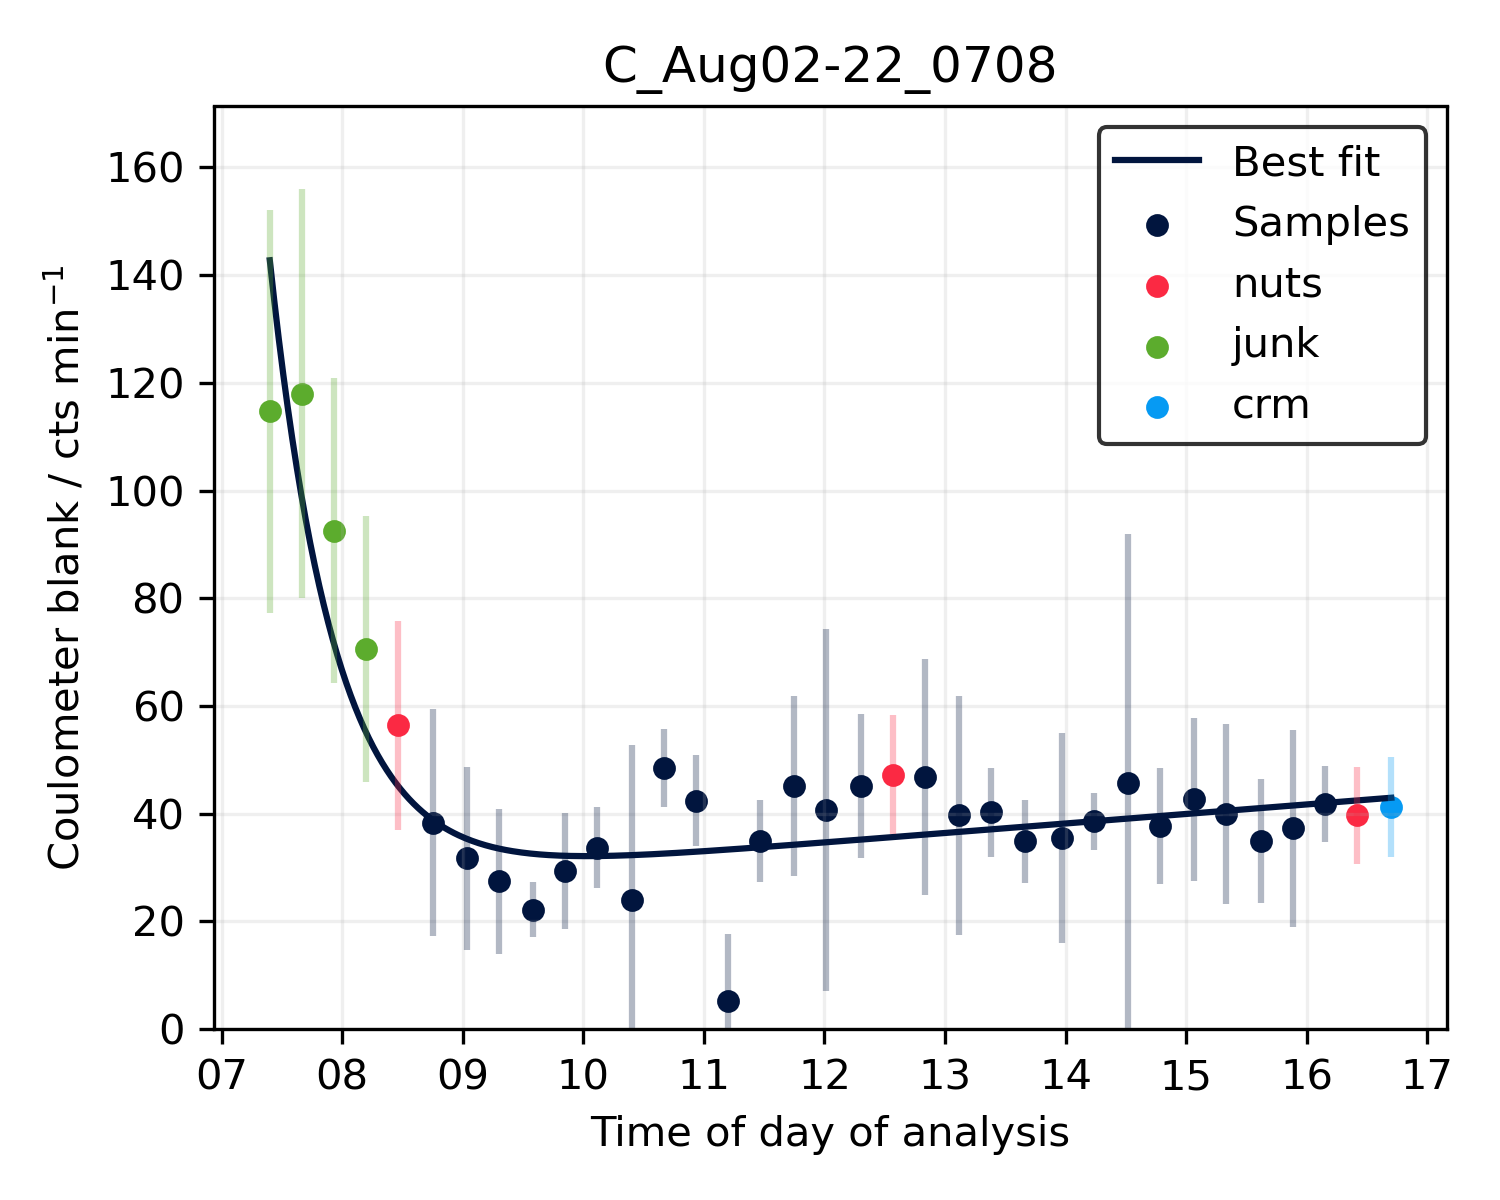 C_Aug02-22_0708
Coulometer blank / cts min⁻¹
160
140
120
100
80
60
40
20
0
Best fit
Samples
nuts
junk
crm
07 08 09 10 11 12 13 14 15 16 17
Time of day of analysis